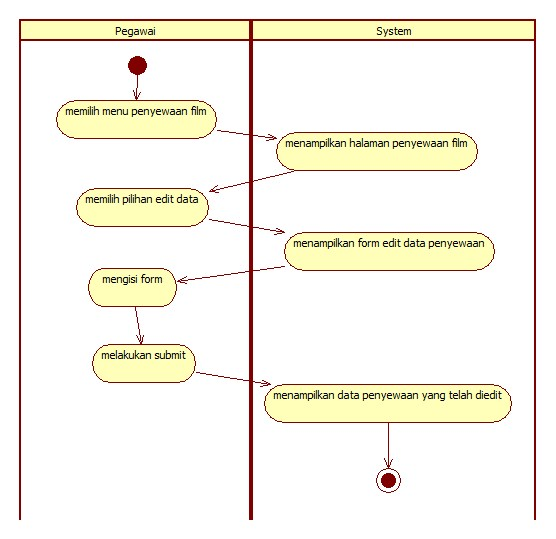 Pegawai
System
memilih menu penyewaan film
menampilkan halaman penyewaan film
memilih pilihan edit data
menampilkan form edit data penyewaan
mengisi form
melakukan submit
menampilkan data penyewaan yang telah diedit